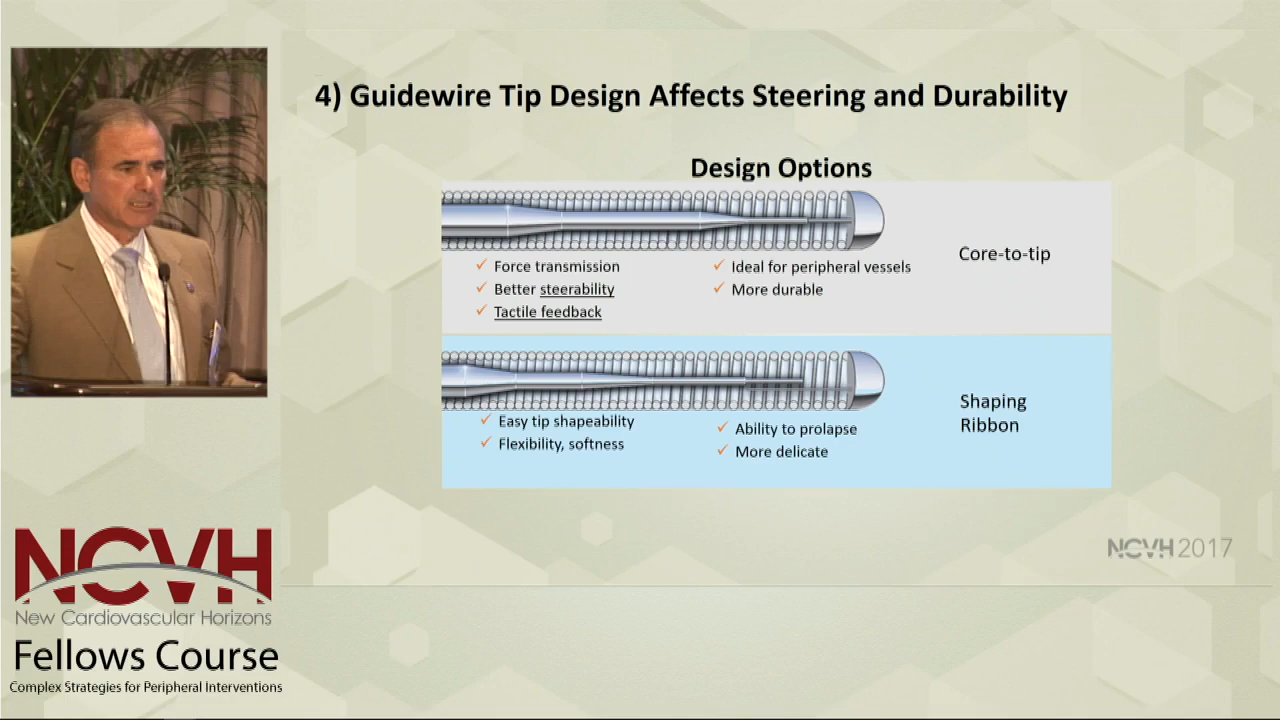 4) Guidewire Tip Design Affects Steering and Durability
Design Options
Core-to-tip
✓ Force transmission
✓ Better steerability
✓ Tactile feedback
✓ Ideal for peripheral vessels
✓ More durable
Shaping
Ribbon
✓ Easy tip shapeability
✓ Flexibility, softness
✓ Ability to prolapse
✓ More delicate
NCVH 2017
NCVH
New Cardiovascular Horizons
Fellows Course
Complex Strategies for Peripheral Interventions